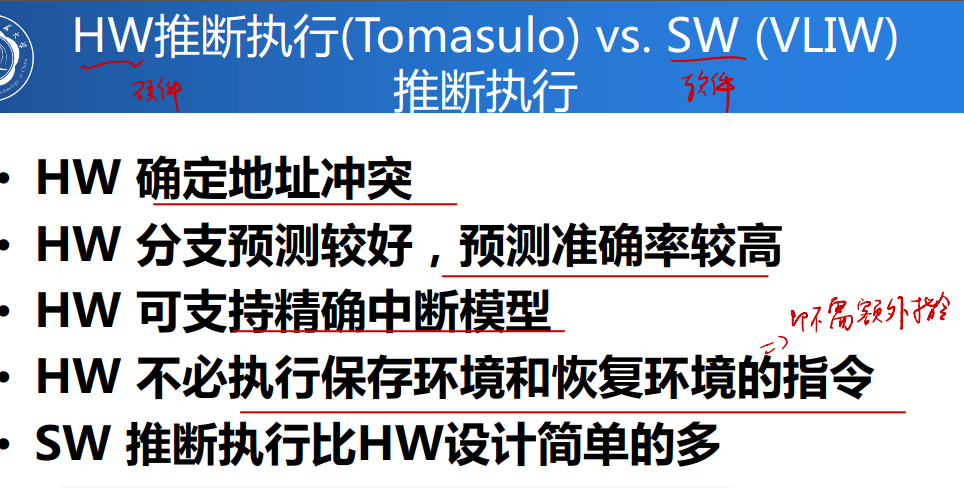 HW推断执行(Tomasulo) vs. SW (VLIW)
推断执行
硬件
软件
• HW 确定地址冲突
• HW 分支预测较好，预测准确率较高
• HW 可支持精确中断模型
即不需额外指令
• HW 不必执行保存环境和恢复环境的指令
• SW 推断执行比HW设计简单的多